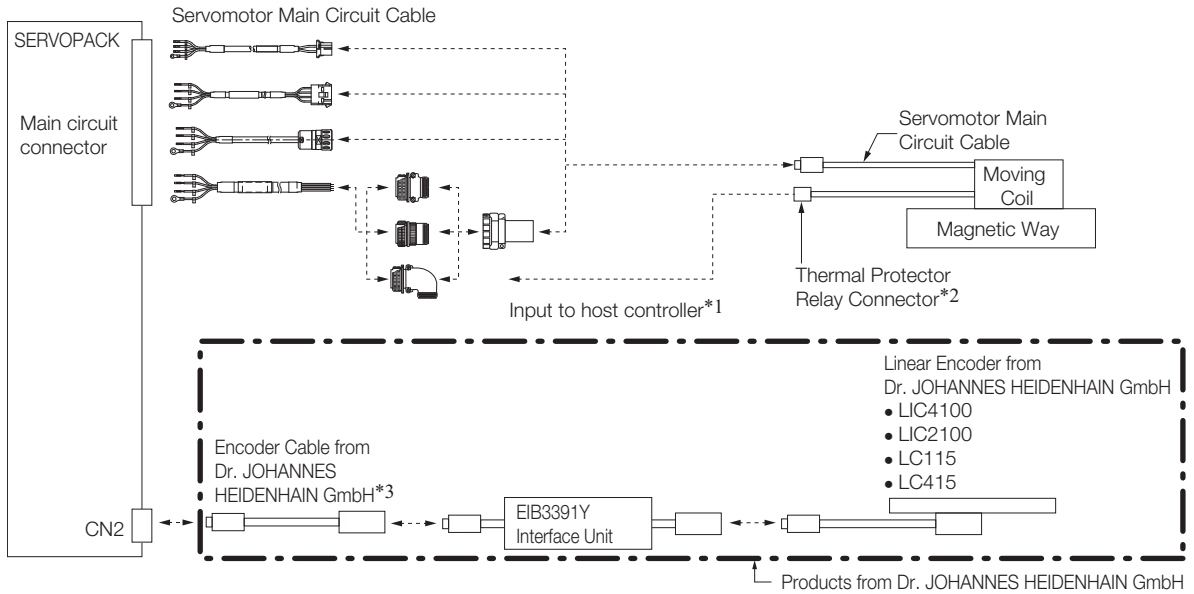 Servomotor Main Circuit Cable
SERVOPACK
Main circuit
connector
Servomotor Main
Circuit Cable
Moving
Coil
Magnetic Way
Thermal Protector
Relay Connector*2
Input to host controller*1
Linear Encoder from
Dr. JOHANNES HEIDENHAIN GmbH
• LIC4100
• LIC2100
• LC115
• LC415
Encoder Cable from
Dr. JOHANNES
HEIDENHAIN GmbH*3
EIB3391Y
Interface Unit
CN2
Products from Dr. JOHANNES HEIDENHAIN GmbH